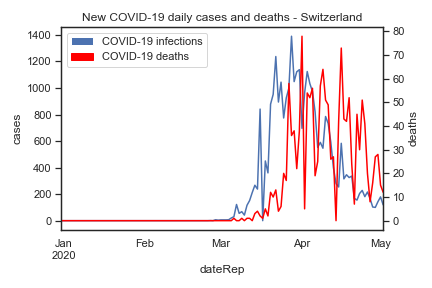 New COVID-19 daily cases and deaths - Switzerland
COVID-19 infections
COVID-19 deaths
1400
1200
1000
800
600
400
200
0
cases
80
70
60
50
40
30
20
10
0
deaths
Jan
2020
Feb
Mar
Apr
May
dateRep